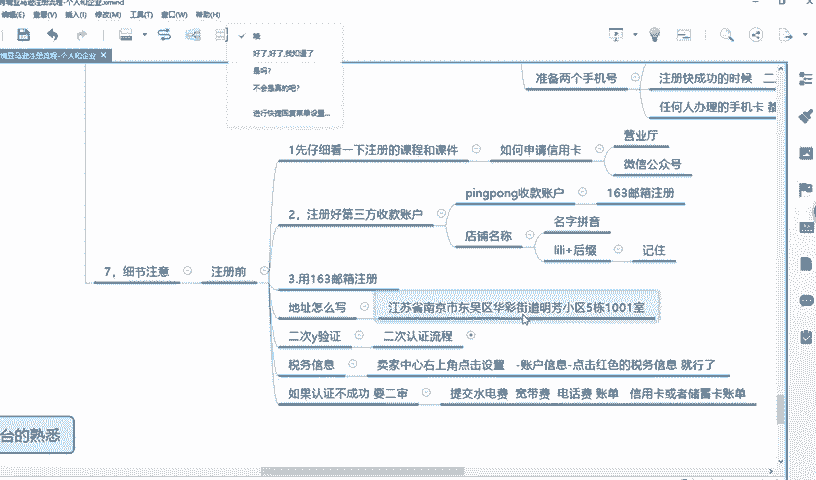 编辑(E) 查看(V) 插入(I) 修改(M) 工具(T) 窗口(W) 帮助(H)
哦
好了,好了,我知道了
是吗?
不会是真的吧?
进行快捷回复菜单设置...
准备两个手机号
注册快成功的时候 二
任何人办理的手机卡 都
1先仔细看一下注册的课程和课件
如何申请信用卡
营业厅
微信公众号
2，注册好第三方收款账户
pingpong收款账户
163邮箱注册
店铺名称
名字拼音
lili+后缀
记住
7，细节注意
注册前
3.用163邮箱注册
地址怎么写
江苏省南京市东吴区华彩街道明芳小区5栋1001室
二次y验证
二次认证流程
税务信息
卖家中心右上角点击设置 -账户信息-点击红色的税务信息 就行了
如果认证不成功 要二审
提交水电费 宽带费 电话费 账单 信用卡或者储蓄卡账单
台的熟悉